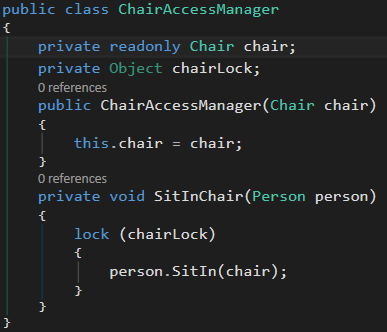 public class ChairAccessManager
{
private readonly Chair chair;
private Object chairLock;
0 references
public ChairAccessManager(Chair chair)
{
this.chair = chair;
}
0 references
private void SitInChair(Person person)
{
lock (chairLock)
{
person.SitIn(chair);
}
}
}